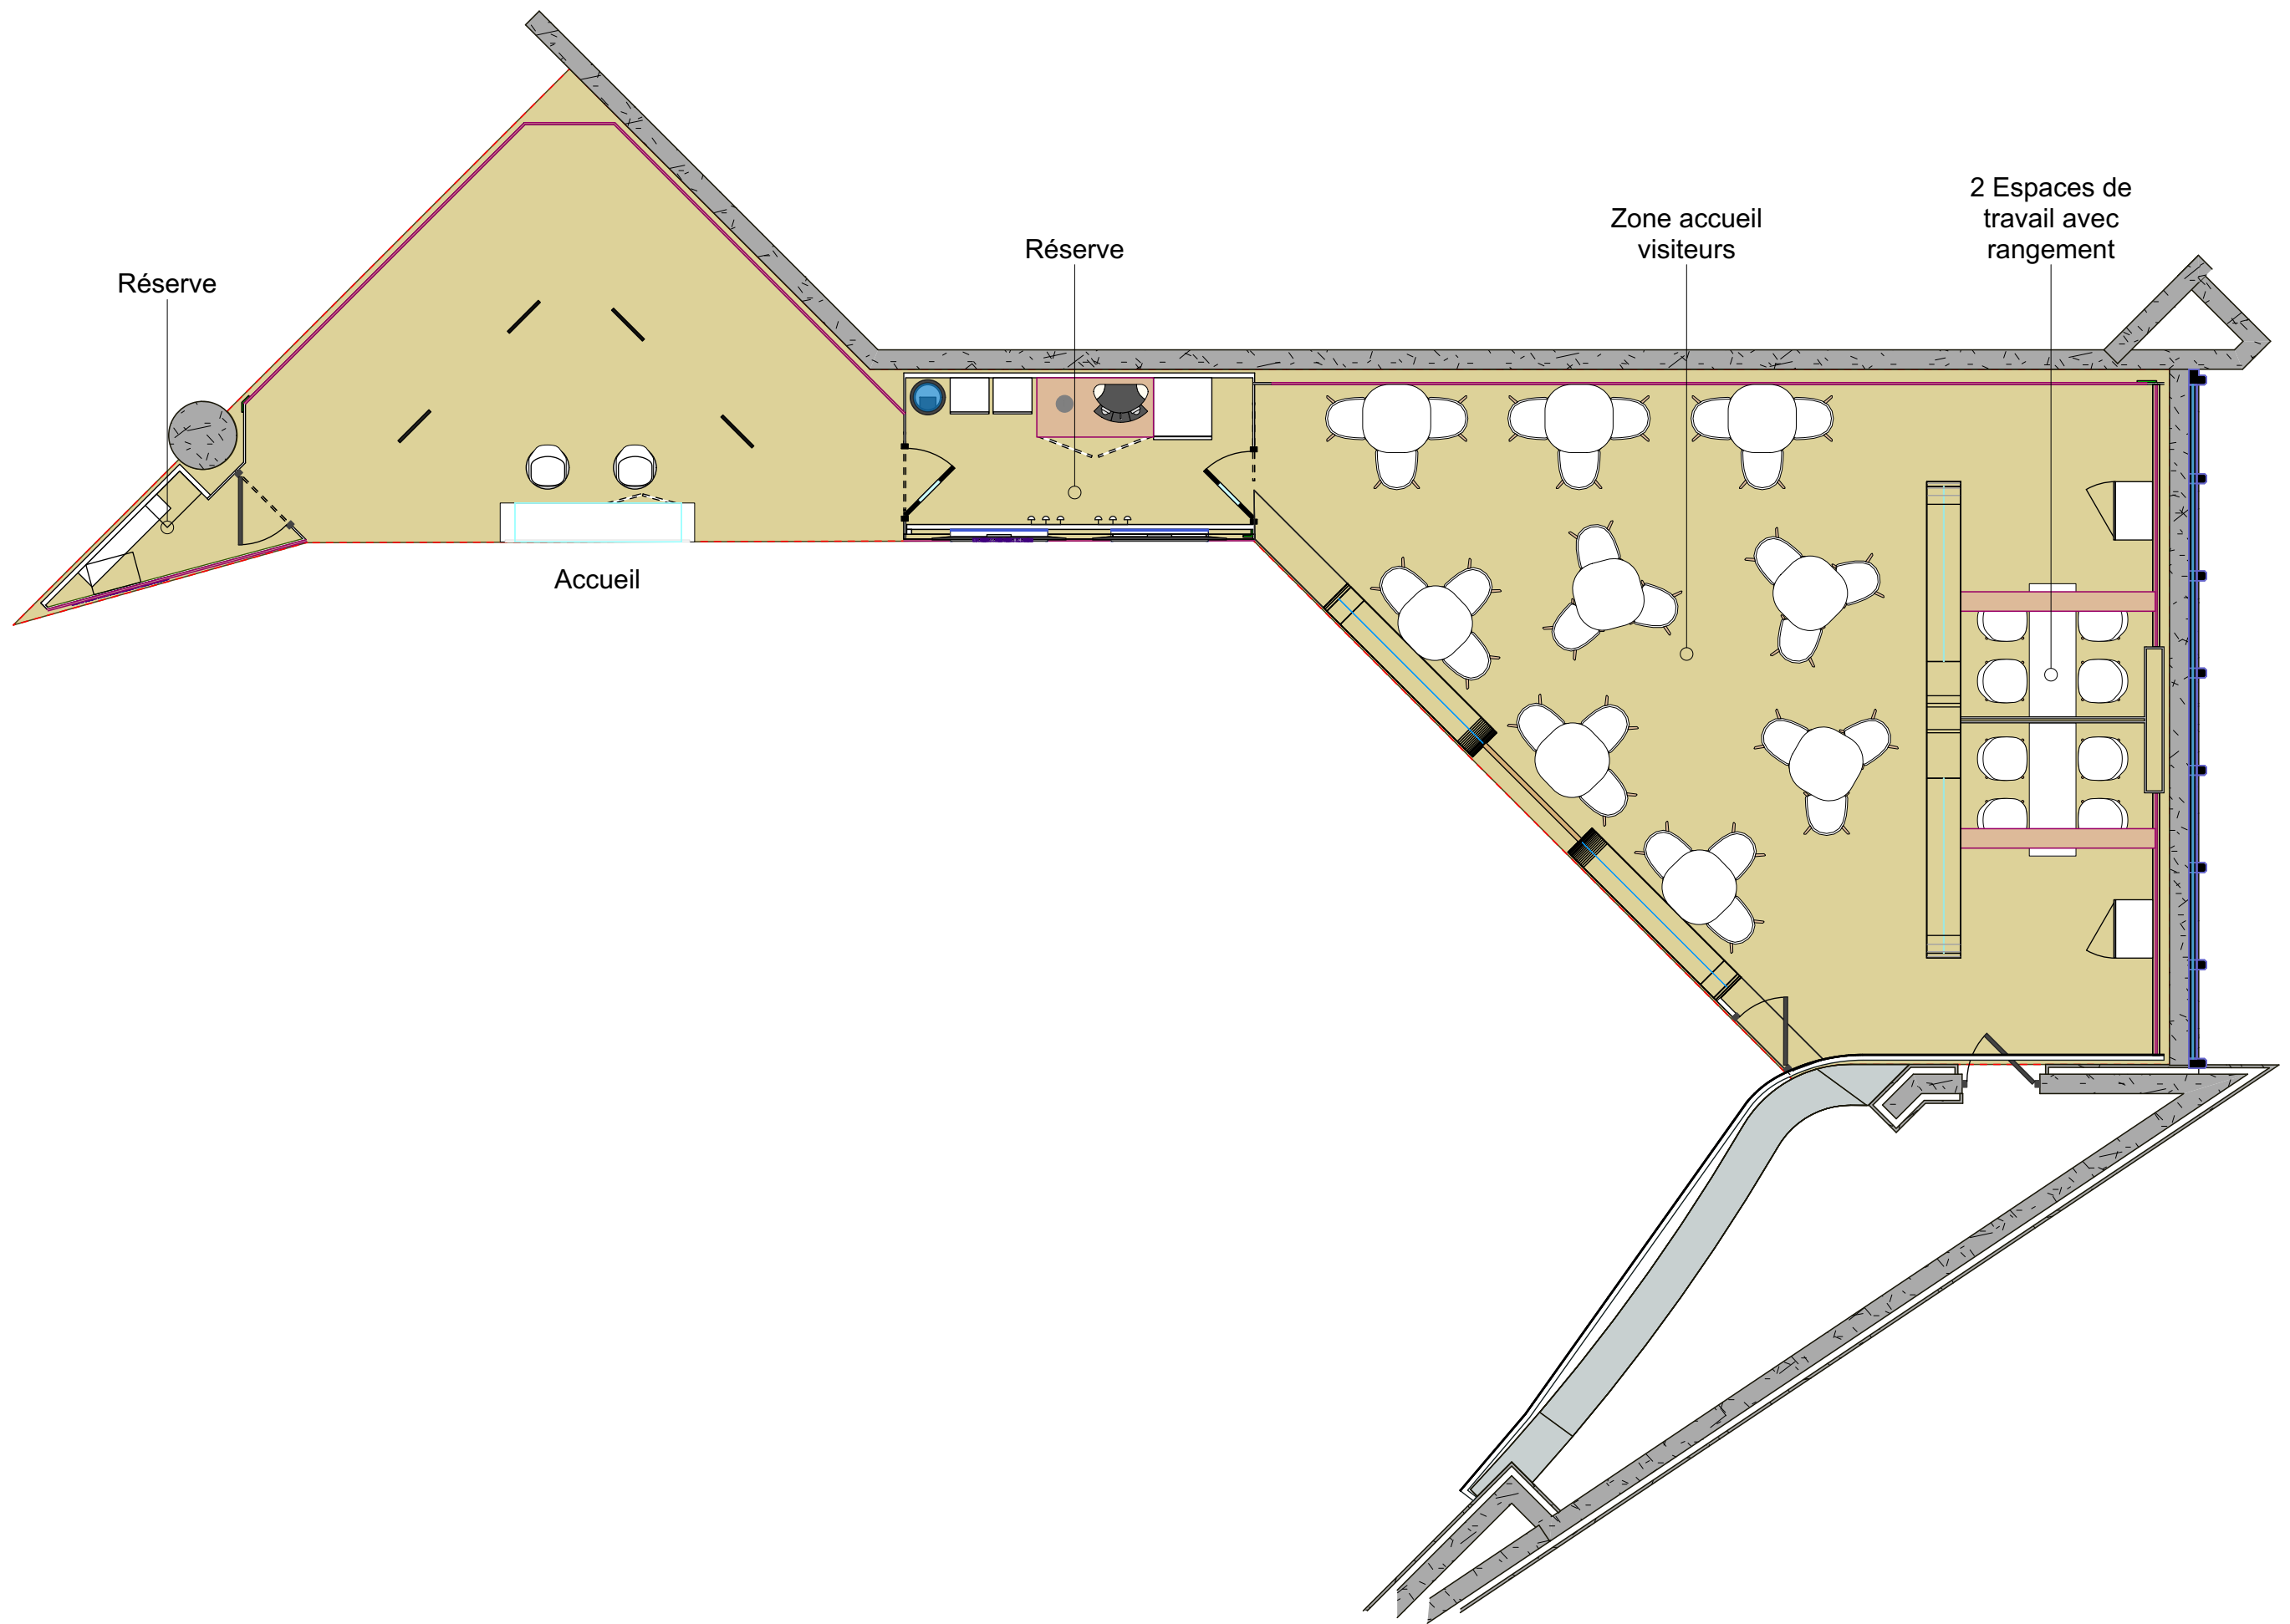 2 Espaces de
travail avec
rangement
Zone accueil
visiteurs
Réserve
Réserve
Accueil